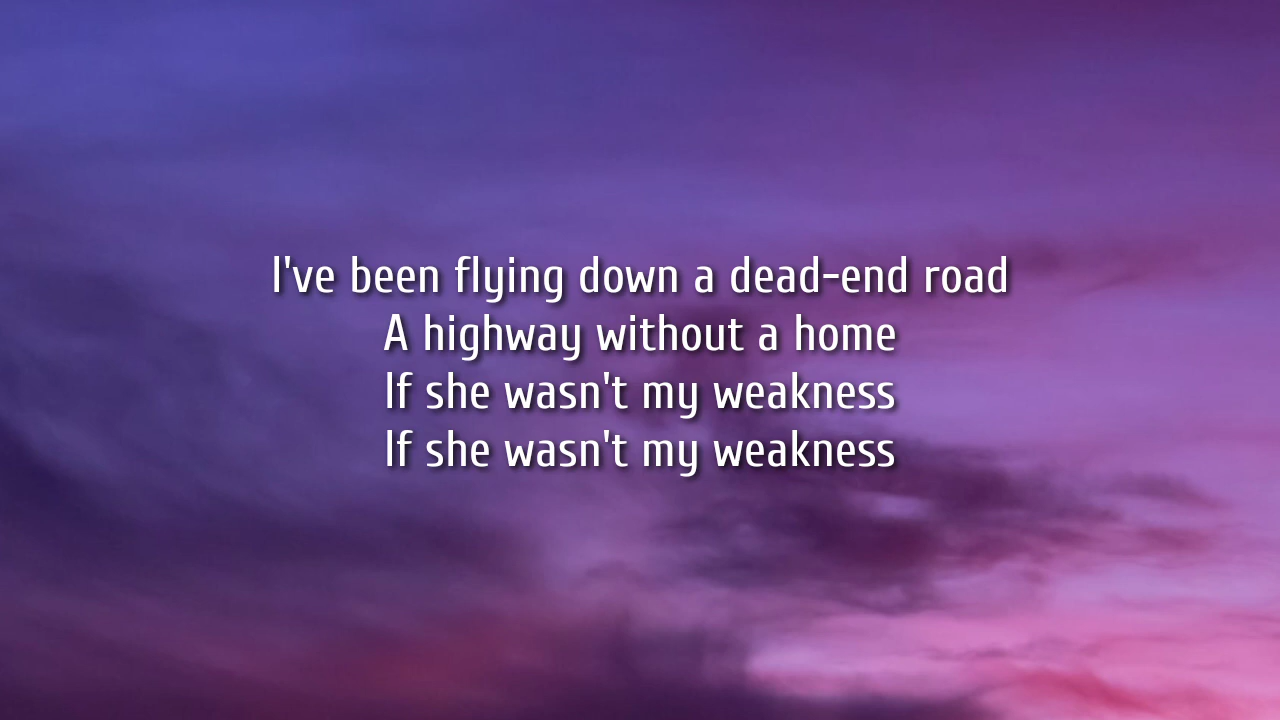 I've been flying down a dead-end road
A highway without a home
If she wasn't my weakness
If she wasn't my weakness